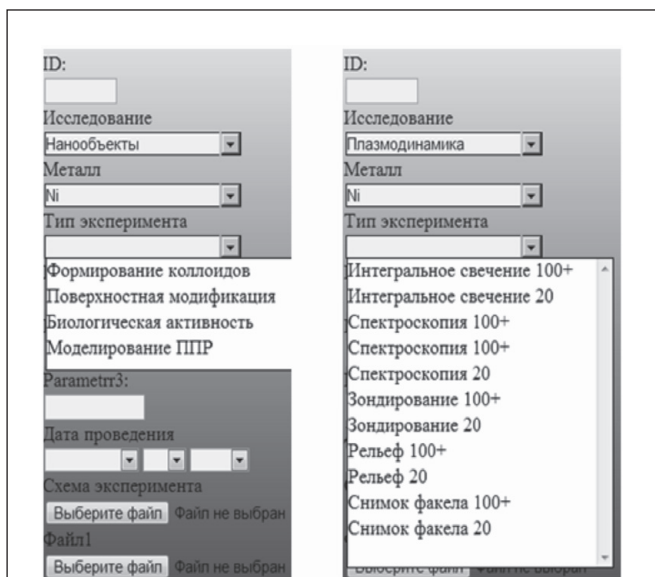 ID:
Исследование
Нанообъекты
Металл
Ni
Тип эксперимента
Формирование коллоидов
Поверхностная модификация
Биологическая активность
Моделирование ППР
Parametrr3:
Дата проведения
Схема эксперимента
Выберите файл Файл не выбран
Файл1
Выберите файл Файл не выбран
ID:
Исследование
Плазмодинамика
Металл
Ni
Тип эксперимента
Интегральное свечение 100+
Интегральное свечение 20
Спектроскопия 100+
Спектроскопия 100+
Спектроскопия 20
Зондирование 100+
Зондирование 20
Рельеф 100+
Рельеф 20
Снимок факела 100+
Снимок факела 20